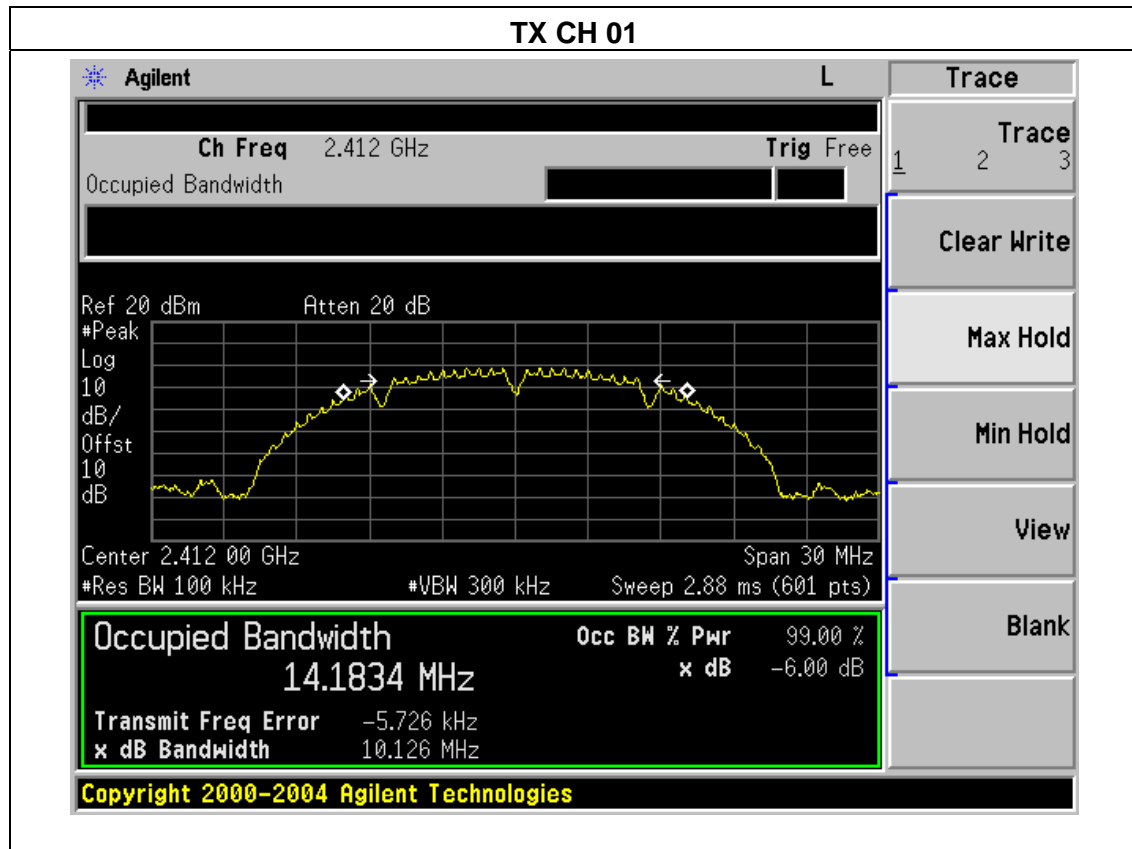 TX CH 01
Agilent L
Trace
Ch Freq 2.412 GHz Trig Free
Occupied Bandwidth
Trace
1 2 3
Clear Write
Max Hold
Min Hold
View
Blank
Ref 20 dBm Atten 20 dB
#Peak
Log
10
dB/
Offst
10
dB
Center 2.412 00 GHz Span 30 MHz
#Res BW 100 kHz #VBW 300 kHz Sweep 2.88 ms (601 pts)
Occupied Bandwidth
14.1834 MHz
Occ BW % Pwr 99.00 %
x dB -6.00 dB
Transmit Freq Error -5.726 kHz
x dB Bandwidth 10.126 MHz
Copyright 2000-2004 Agilent Technologies